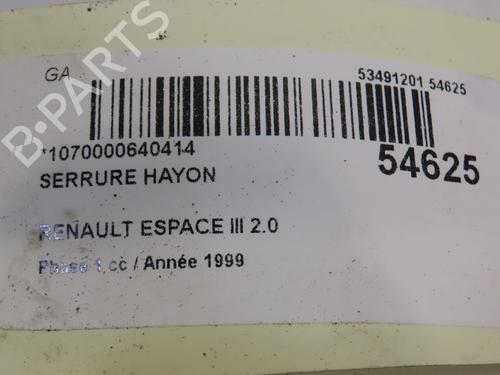 GA
53491201 54625
*1070000640414
54625
SERRURE HAYON
RENAULT ESPACE III 2.0
Phase 1 cc / Année 1999
B-PARTS